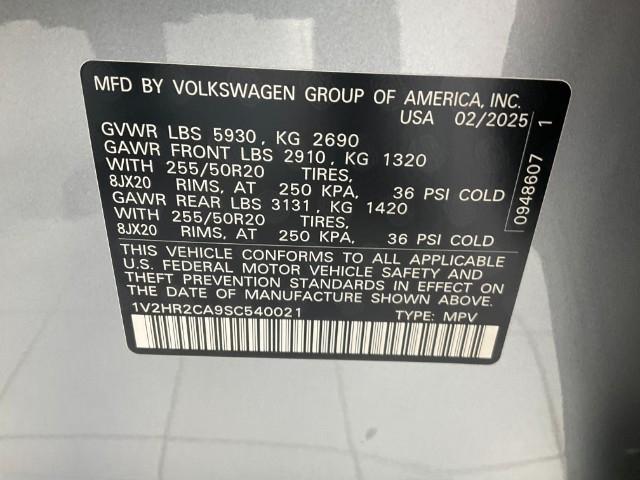 MFD BY VOLKSWAGEN GROUP OF AMERICA, INC.
USA 02/2025
GVWR LBS 5930, KG 2690
GAWR FRONT LBS 2910, KG 1320
WITH 255/50R20 TIRES,
8JX20 RIMS, AT 250 KPA, 36 PSI COLD
GAWR REAR LBS 3131, KG 1420
WITH 255/50R20 TIRES,
8JX20 RIMS, AT 250 KPA, 36 PSI COLD
THIS VEHICLE CONFORMS TO ALL APPLICABLE
U.S. FEDERAL MOTOR VEHICLE SAFETY AND
THEFT PREVENTION STANDARDS IN EFFECT ON
THE DATE OF MANUFACTURE SHOWN ABOVE.
1V2HR2CA9SC540021 TYPE: MPV
0948607 1